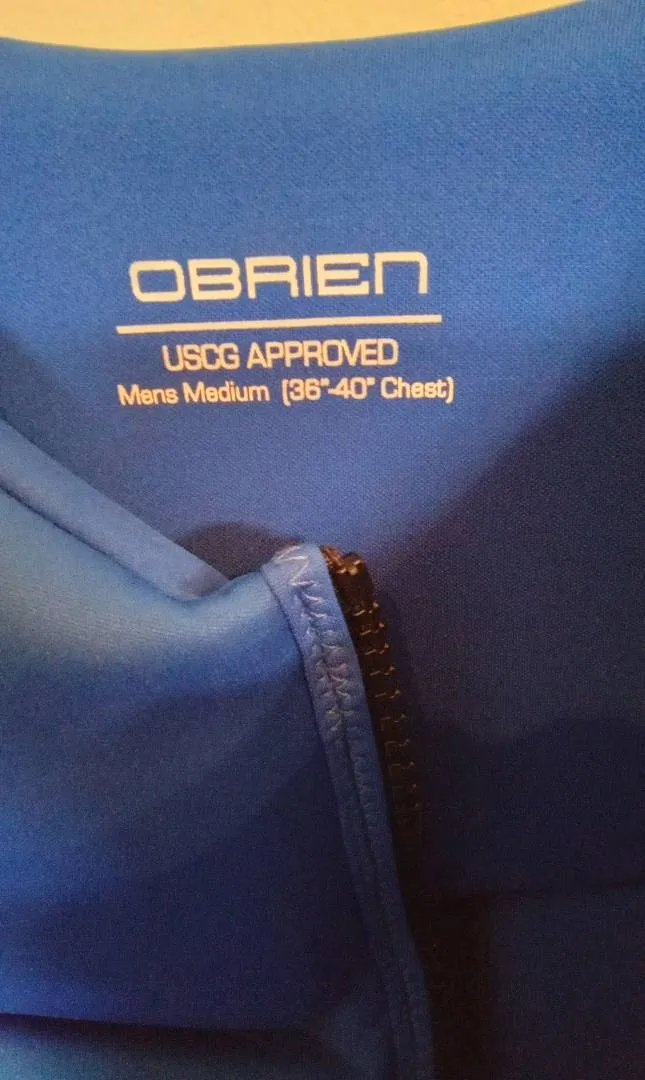 OBRIEN
USCG APPROVED
Mens Medium (36"-40" Chest)